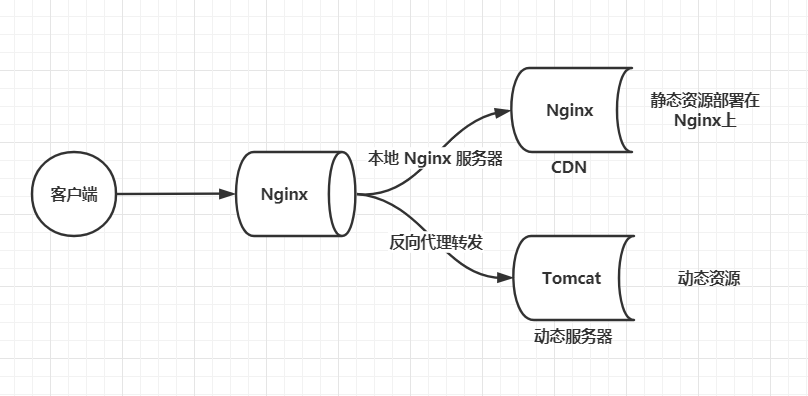 客户端
Nginx
本地 Nginx 服务器
反向代理转发
Nginx
CDN
静态资源部署在
Nginx上
Tomcat
动态服务器
动态资源